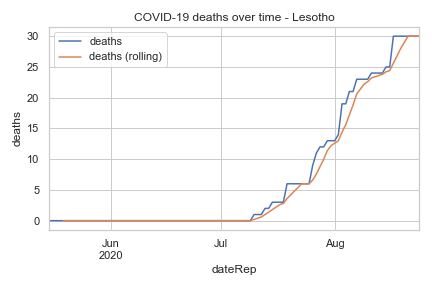 COVID-19 deaths over time - Lesotho
deaths
deaths (rolling)
30
25
20
15
10
5
0
deaths
Jun
2020
Jul
Aug
dateRep